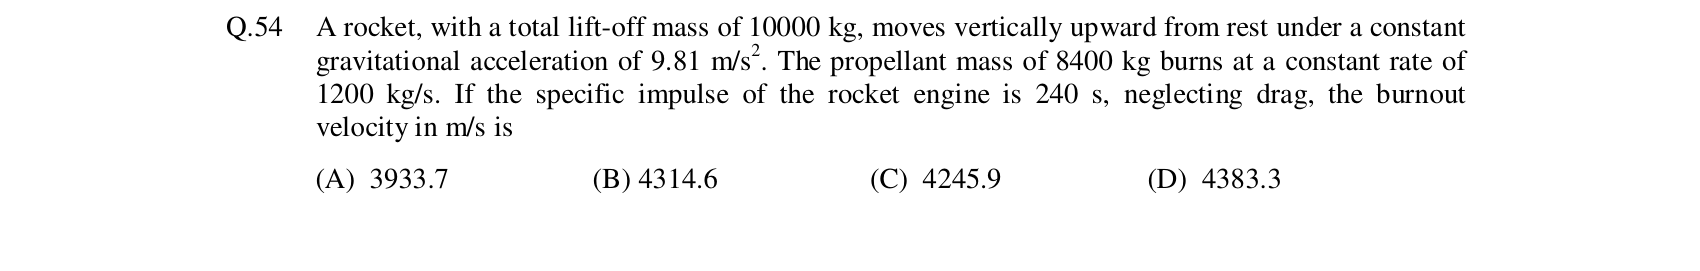 Q.54 A rocket, with a total lift-off mass of 10000 kg, moves vertically upward from rest under a constant
gravitational acceleration of 9.81 m/s². The propellant mass of 8400 kg burns at a constant rate of
1200 kg/s. If the specific impulse of the rocket engine is 240 s, neglecting drag, the burnout
velocity in m/s is
(A) 3933.7 (B) 4314.6 (C) 4245.9 (D) 4383.3